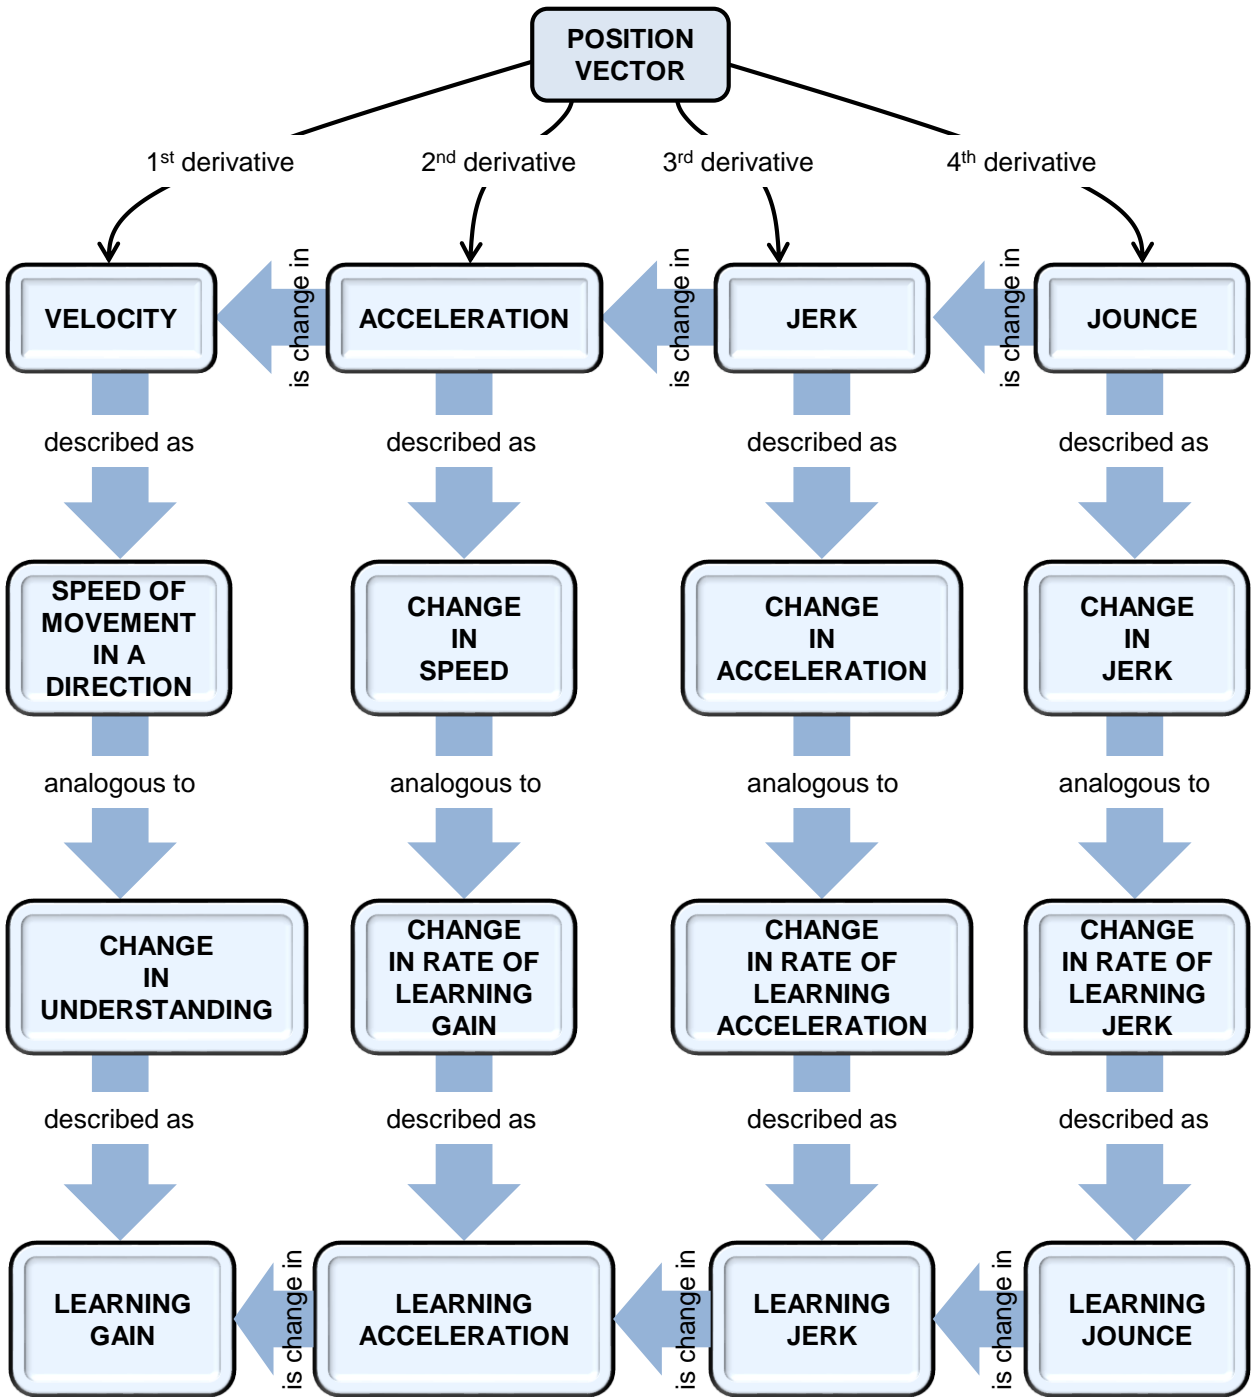 POSITION
VECTOR
1st derivative
2nd derivative
3rd derivative
4th derivative
VELOCITY
is change in
ACCELERATION
is change in
JERK
is change in
JOUNCE
described as
described as
described as
described as
SPEED OF
MOVEMENT
IN A
DIRECTION
CHANGE
IN
SPEED
CHANGE
IN
ACCELERATION
CHANGE
IN
JERK
analogous to
analogous to
analogous to
analogous to
CHANGE
IN
UNDERSTANDING
CHANGE
IN RATE OF
LEARNING
GAIN
CHANGE
IN RATE OF
LEARNING
ACCELERATION
CHANGE
IN RATE OF
LEARNING
JERK
described as
described as
described as
described as
LEARNING
GAIN
is change in
LEARNING
ACCELERATION
is change in
LEARNING
JERK
is change in
LEARNING
JOUNCE